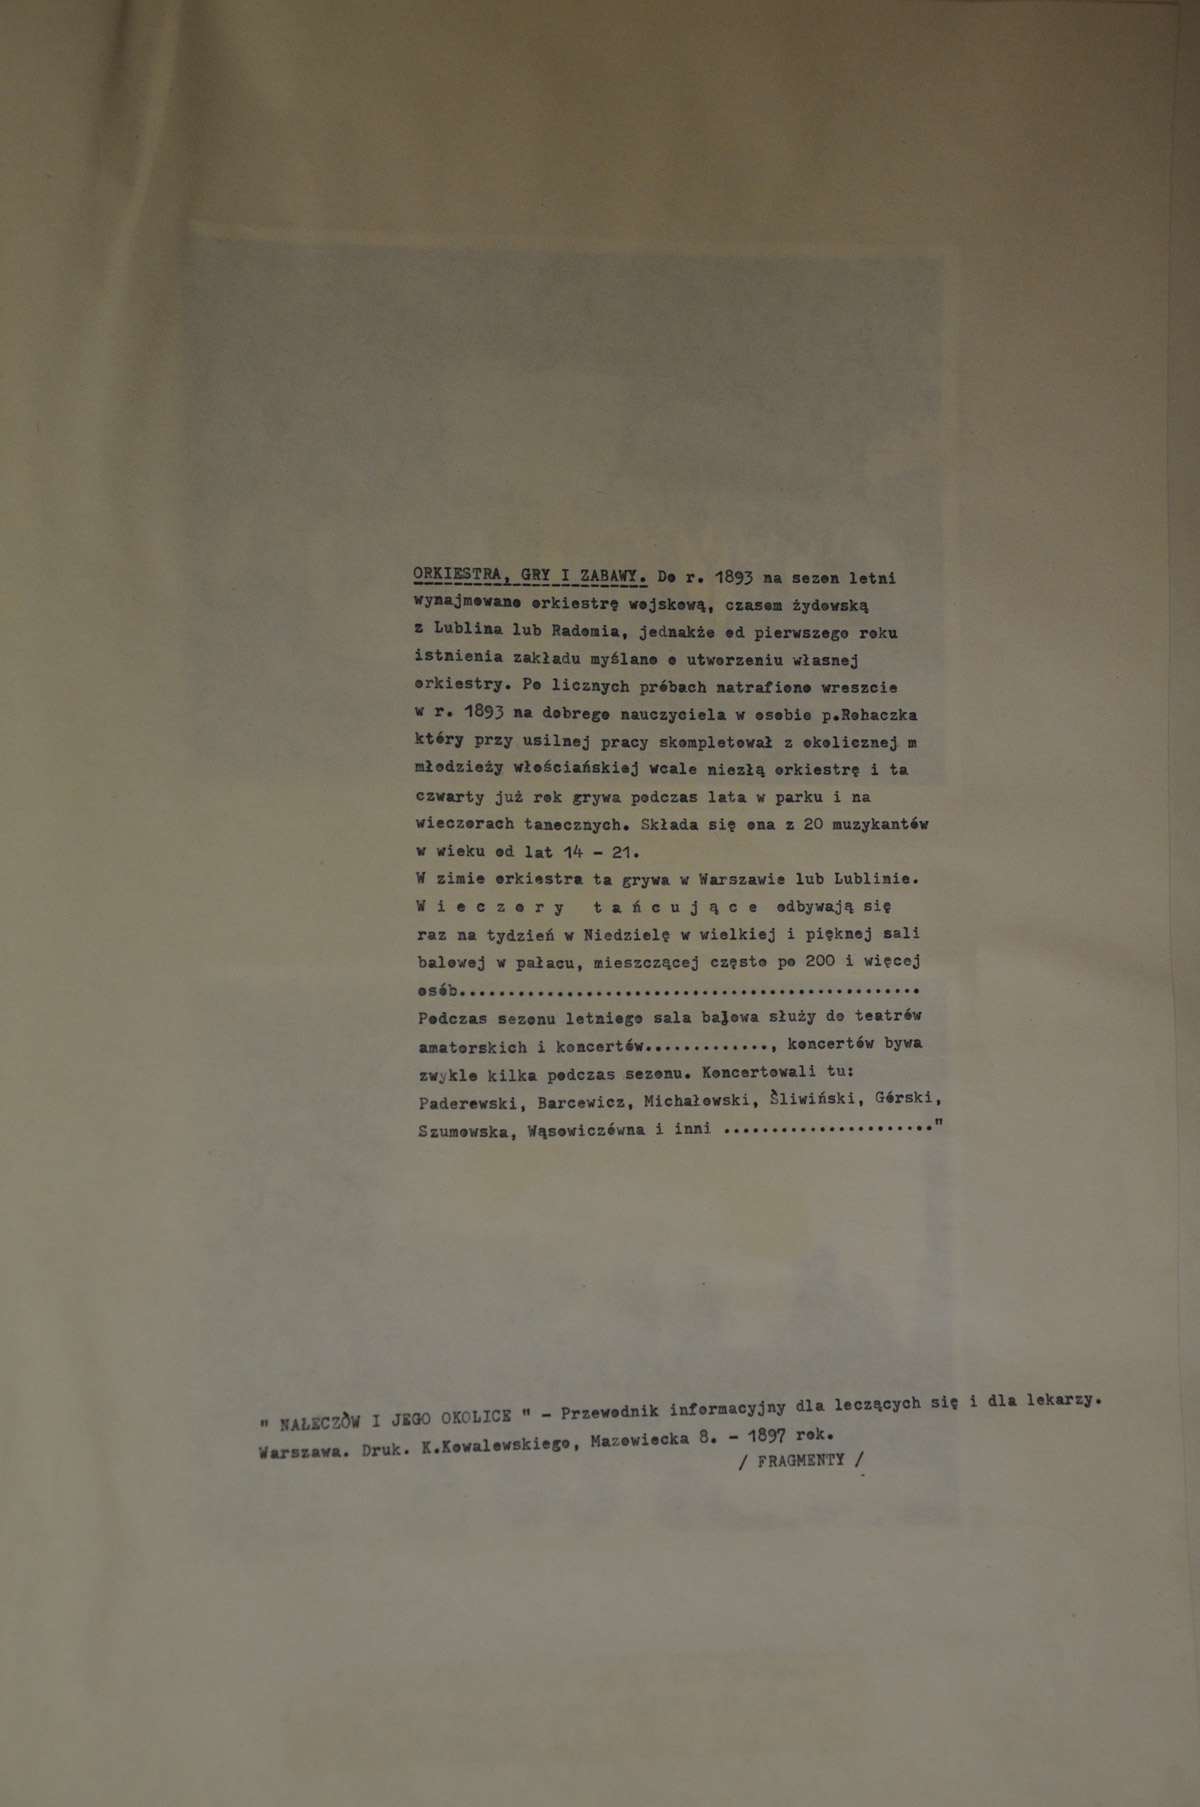 ORKIESTRA, GRY I ZABAWY. Do r. 1893 na sezon letni
wynajmowano orkiestrę wojskową, czasem żydowską
z Lublina lub Radomia, jednakże od pierwszego roku
istnienia zakładu myślano o utworzeniu własnej
orkiestry. Po licznych próbach natrafiono wreszcie
w r. 1893 na dobrego nauczyciela w osobie p.Rohaczka
który przy usilnej pracy skompletował z okolicznej m
młodzieży włościańskiej wcale niezłą orkiestrę i ta
czwarty już rok grywa podczas lata w parku i na
wieczorach tanecznych. Składa się ona z 20 muzykantów
w wieku od lat 14 - 21.
W zimie orkiestra ta grywa w Warszawie lub Lublinie.
W i e c z o r y   t a ń c u j ą c e odbywają się
raz na tydzień w Niedzielę w wielkiej i pięknej sali
balowej w pałacu, mieszczącej często po 200 i więcej
osób...............................................
Podczas sezonu letniego sala balowa służy do teatrów
amatorskich i koncertów............., koncertów bywa
zwykle kilka podczas sezonu. Koncertowali tu:
Paderewski, Barcewicz, Michałowski, Śliwiński, Górski,
Szumowska, Wąsowiczówna i inni ......................"
" NAŁECZÓW I JEGO OKOLICE " - Przewodnik informacyjny dla leczących się i dla lekarzy.
Warszawa. Druk. K.Kowalewskiego, Mazowiecka 8. - 1897 rok.
/ FRAGMENTY /